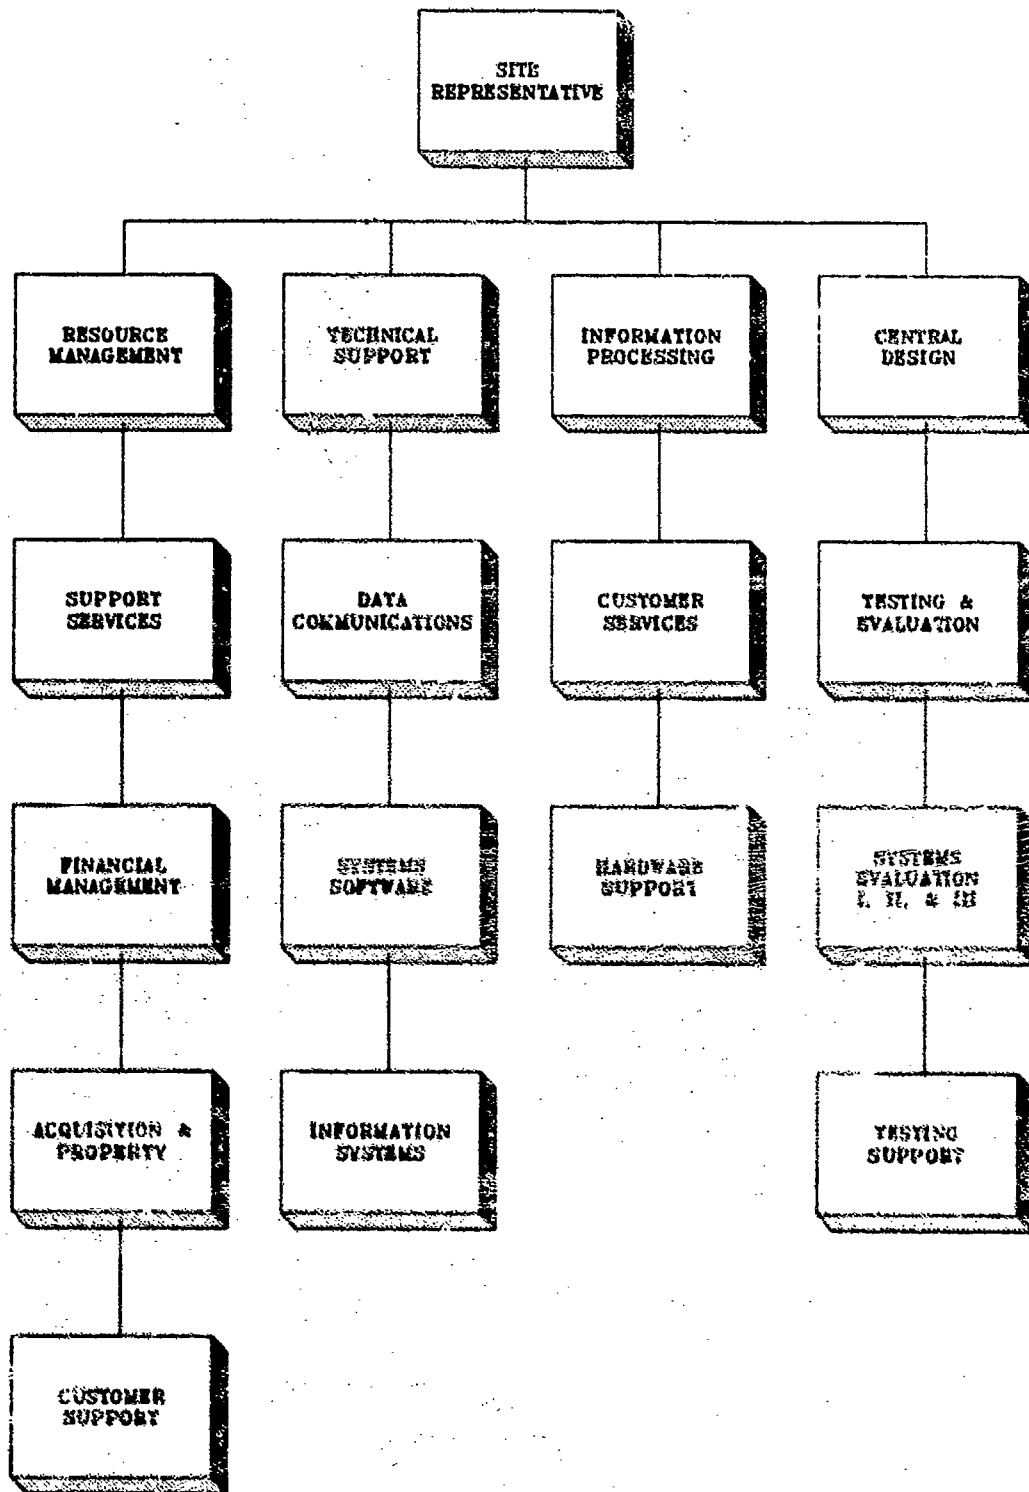 SITE
REPRESENTATIVE
RESOURCE
MANAGEMENT
TECHNICAL
SUPPORT
INFORMATION
PROCESSING
CENTRAL
DESIGN
SUPPORT
SERVICES
DATA
COMMUNICATIONS
CUSTOMER
SERVICES
TESTING &
EVALUATION
FINANCIAL
MANAGEMENT
SYSTEMS
SOFTWARE
HARDWARE
SUPPORT
SYSTEMS
EVALUATION
I, II, & III
ACQUISITION &
PROPERTY
INFORMATION
SYSTEMS
TESTING
SUPPORT
CUSTOMER
SUPPORT